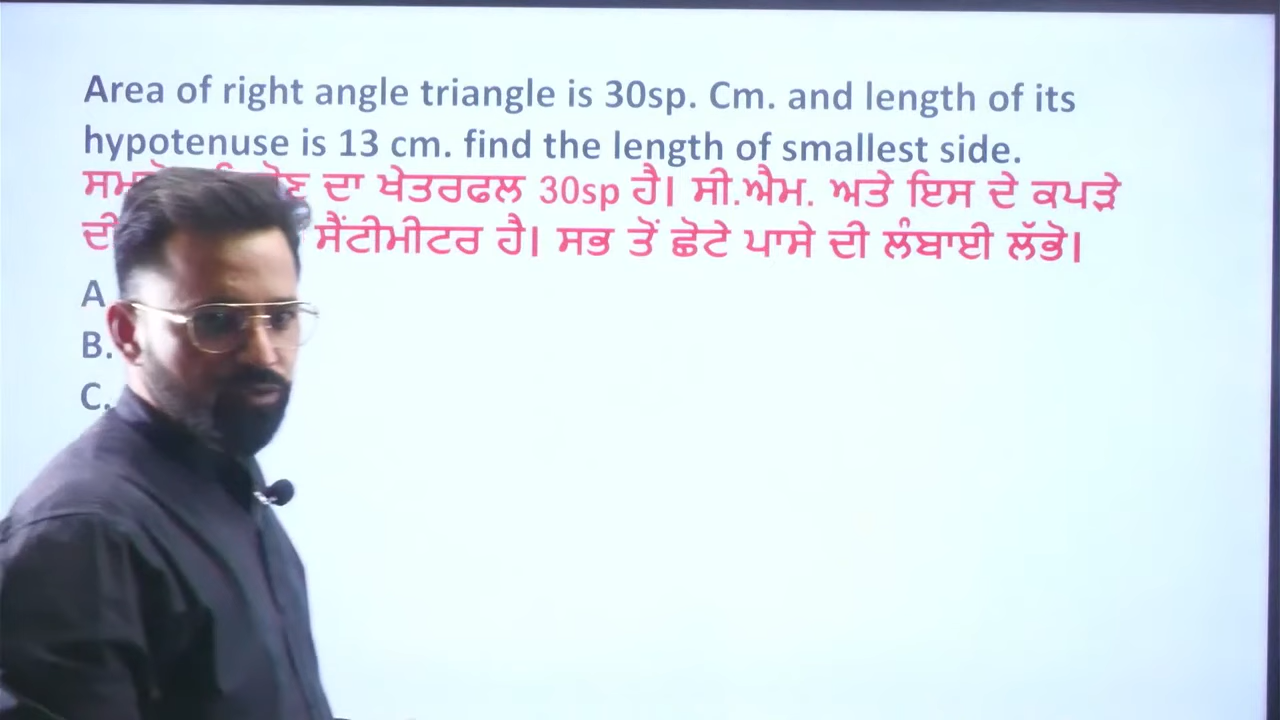 Area of right angle triangle is 30sp. Cm. and length of its
hypotenuse is 13 cm. find the length of smallest side.
ਦਾ ਖੇਤਰਫਲ 30sp ਹੈ। ਸੀ.ਐਮ. ਅਤੇ ਇਸ ਦੇ ਕਪੜੇ
ਦੀ ਸੈਂਟੀਮੀਟਰ ਹੈ। ਸਭ ਤੋਂ ਛੋਟੇ ਪਾਸੇ ਦੀ ਲੰਬਾਈ ਲੱਭੋ।
A
B.
C.